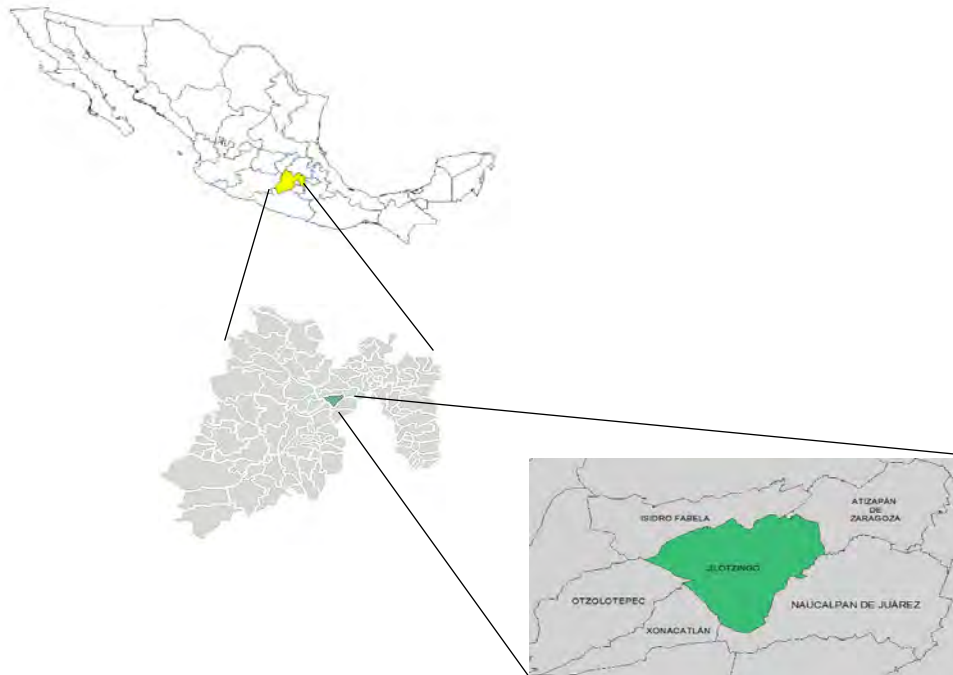 ATIZAPÁN
DE
ZARAGOZA
ISIDRO FABELA
JILOTZINGO
OTZOLOTEPEC
NAUCALPAN DE JUÁREZ
XONACATLÁN